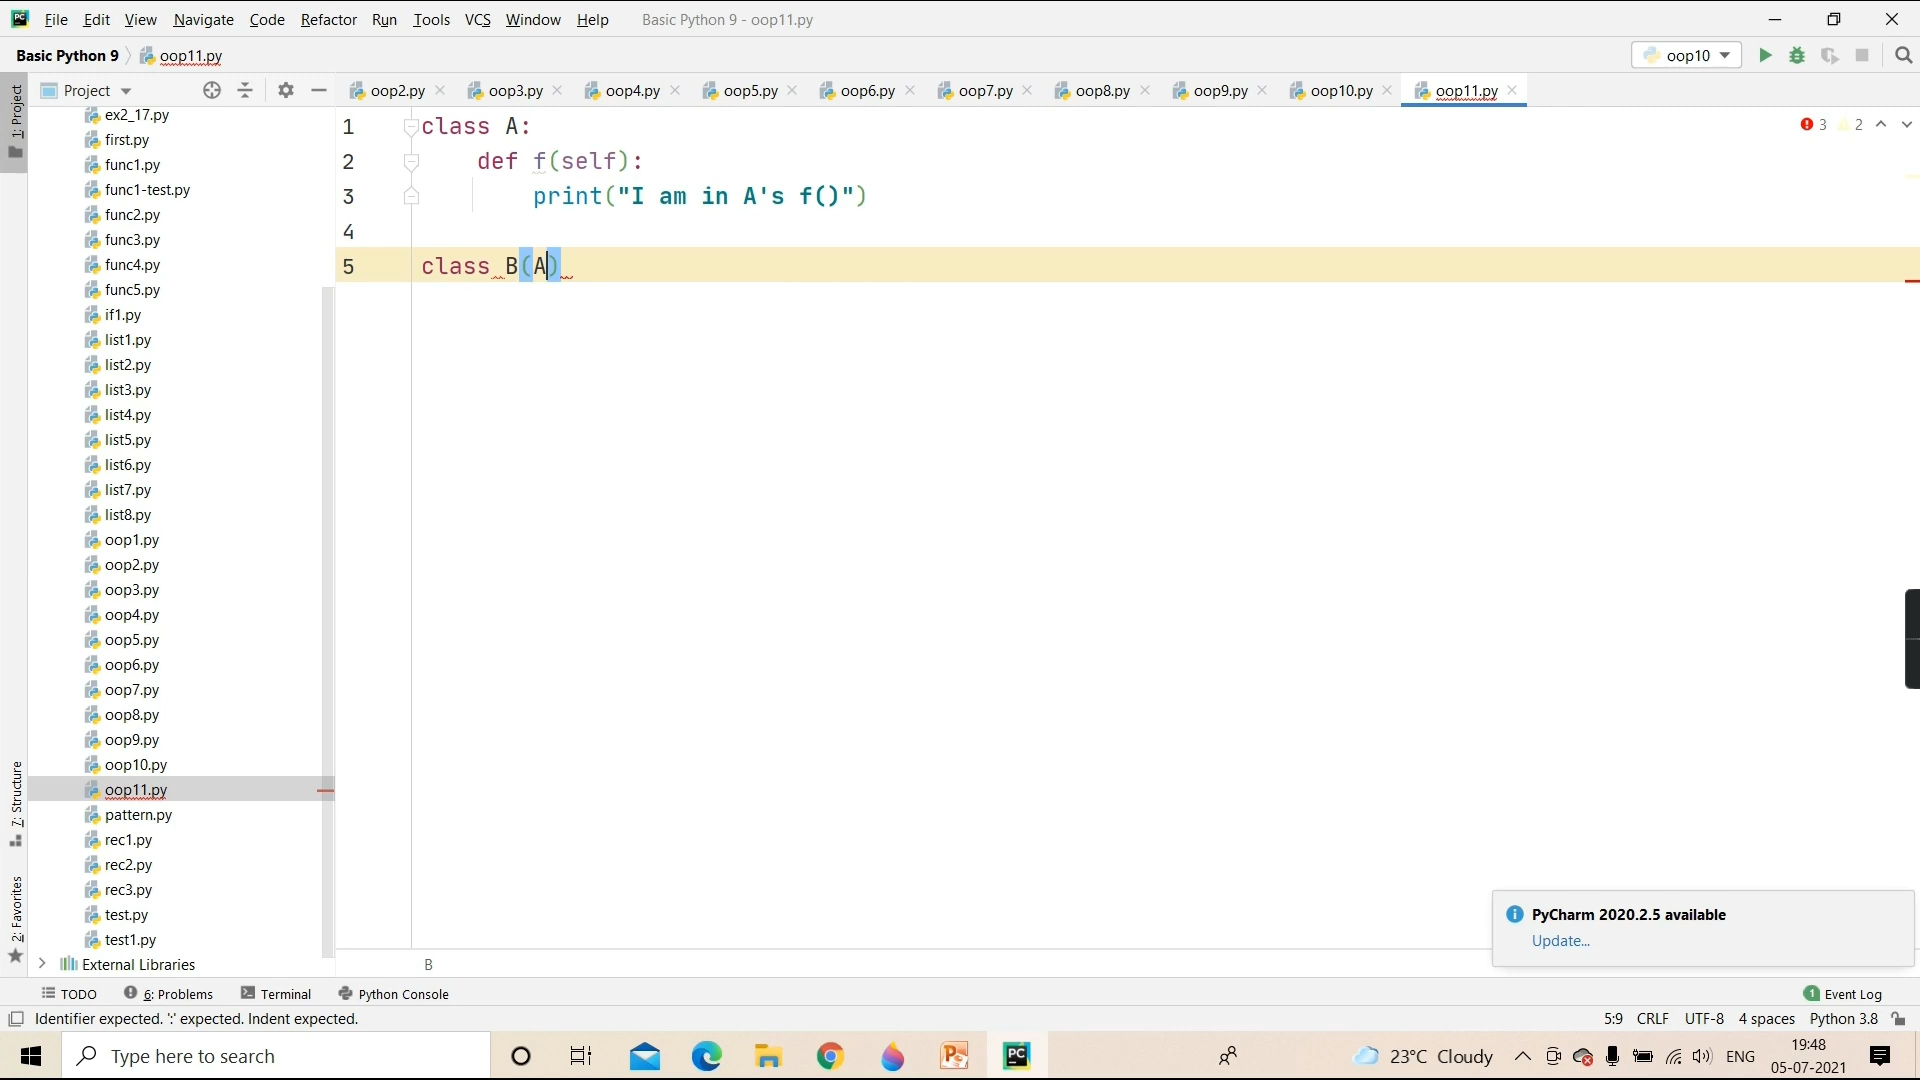 File Edit View Navigate Code Refactor Run Tools VCS Window Help Basic Python 9 - oop11.py
Basic Python 9 oop11.py oop10
Project oop2.py oop3.py oop4.py oop5.py oop6.py oop7.py oop8.py oop9.py oop10.py oop11.py
1: Project
ex2_17.py
first.py
func1.py
func1-test.py
func2.py
func3.py
func4.py
func5.py
if1.py
list1.py
list2.py
list3.py
list4.py
list5.py
list6.py
list7.py
list8.py
oop1.py
oop2.py
oop3.py
oop4.py
oop5.py
oop6.py
oop7.py
oop8.py
oop9.py
oop10.py
oop11.py
pattern.py
rec1.py
rec2.py
rec3.py
test.py
test1.py
External Libraries
7: Structure
2: Favorites
1 class A:
2 def f(self):
3 print("I am in A's f()")
4
5 class B(A)
3 2
B
PyCharm 2020.2.5 available
Update...
TODO 6: Problems Terminal Python Console 1 Event Log
Identifier expected. ':' expected. Indent expected. 5:9 CRLF UTF-8 4 spaces Python 3.8
Type here to search 23°C Cloudy ENG 19:48
05-07-2021